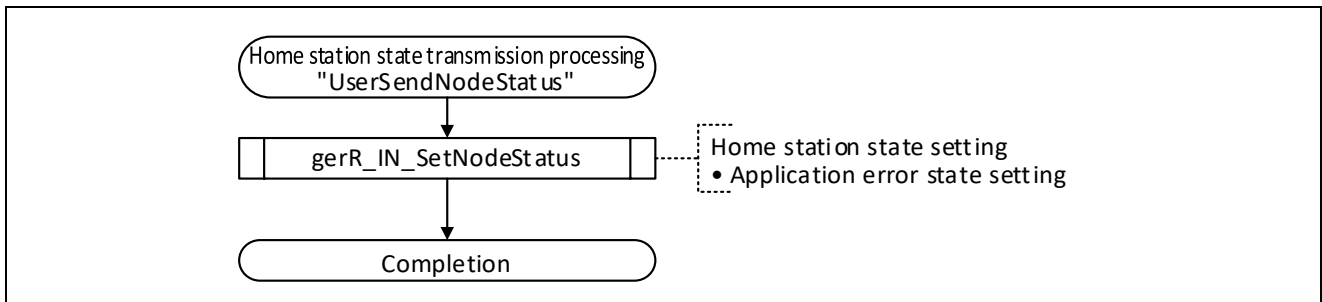 Home station state transmission processing
"UserSendNodeStatus"
gerR_IN_SetNodeStatus
Home station state setting
• Application error state setting
Completion